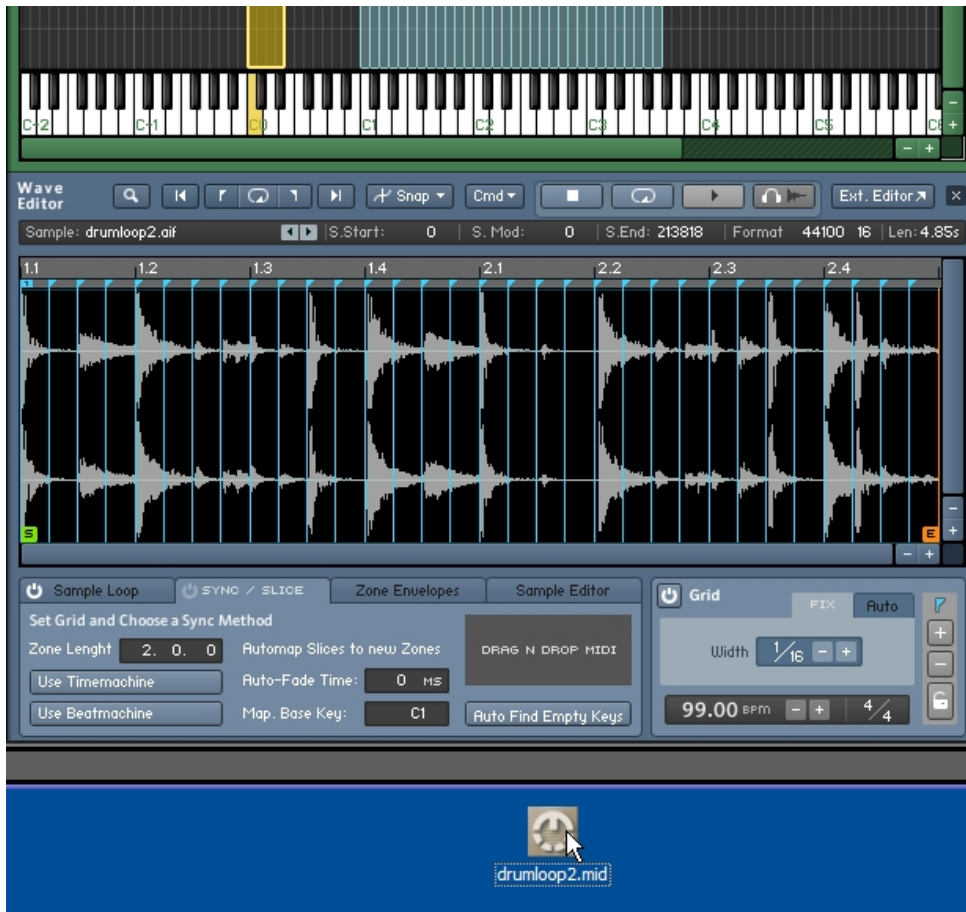 C-2 C-1 C0 C1 C2 C3 C4 C5 C6
- +
Wave Editor Snap Cmd Ext. Editor
Sample: drumloop2.aif S.Start: 0 S. Mod: 0 S.End: 213818 Format 44100 16 Len: 4.85s
1.1 1.2 1.3 1.4 2.1 2.2 2.3 2.4
1
S E
- +
Sample Loop SYNC / SLICE Zone Envelopes Sample Editor
Set Grid and Choose a Sync Method
Zone Lenght 2. 0. 0 Automap Slices to new Zones DRAG N DROP MIDI
Use Timemachine Auto-Fade Time: 0 MS
Use Beatmachine Map. Base Key: C1 Auto Find Empty Keys
Grid FIX Auto
Width 1/16 - +
99.00 BPM - + 4/4
drumloop2.mid